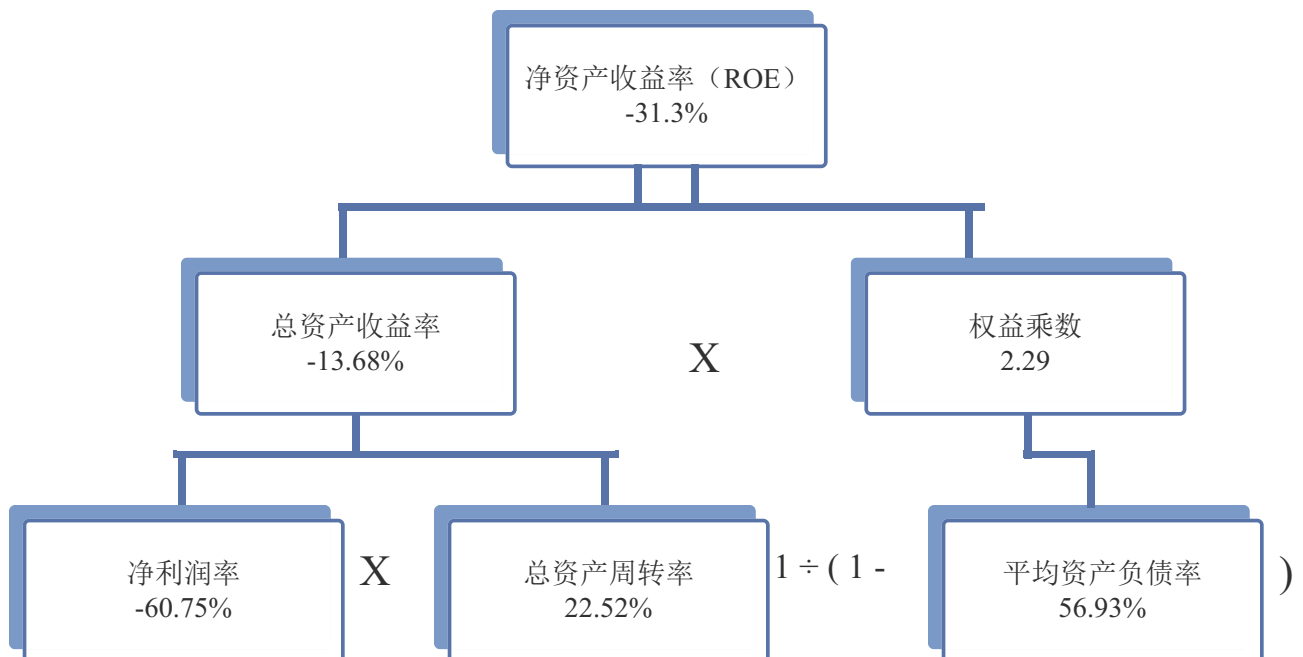 净资产收益率（ROE）
-31.3%
总资产收益率
-13.68%
X
权益乘数
2.29
净利润率
-60.75%
X
总资产周转率
22.52%
1 ÷ ( 1 -
平均资产负债率
56.93%
)